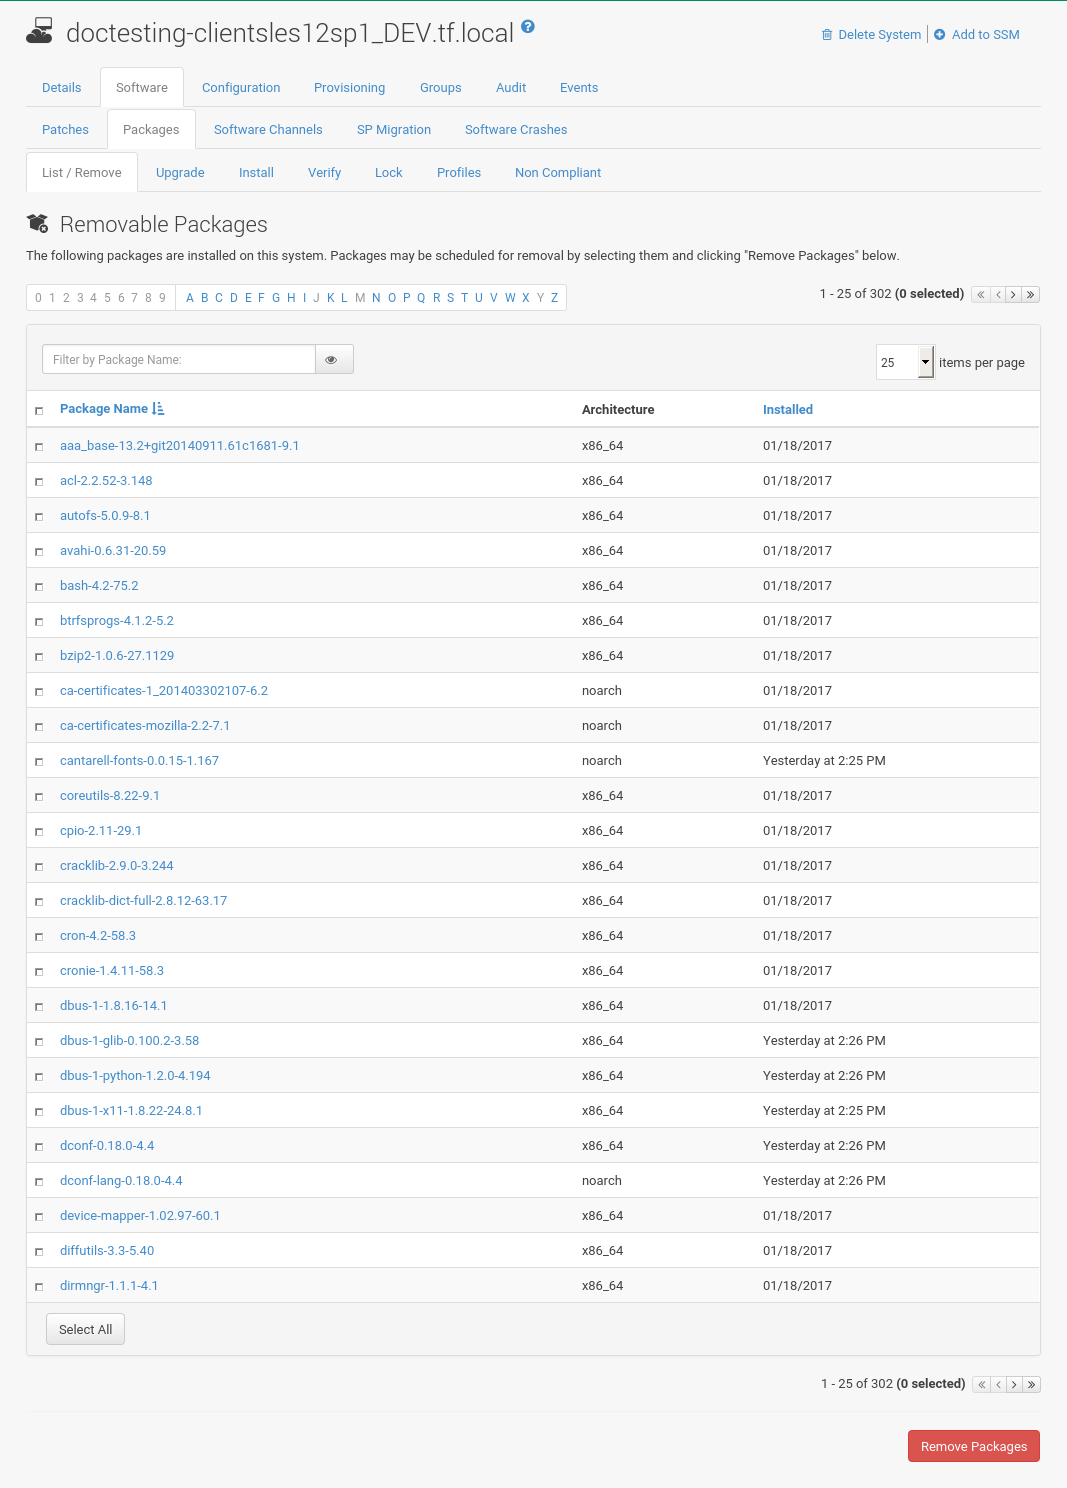 doctesting-clientsles12sp1_DEV.tf.local
Delete System | Add to SSM
Details Software Configuration Provisioning Groups Audit Events
Patches Packages Software Channels SP Migration Software Crashes
List / Remove Upgrade Install Verify Lock Profiles Non Compliant
Removable Packages
The following packages are installed on this system. Packages may be scheduled for removal by selecting them and clicking "Remove Packages" below.
0 1 2 3 4 5 6 7 8 9 A B C D E F G H I J K L M N O P Q R S T U V W X Y Z 1 - 25 of 302 (0 selected)
Filter by Package Name: 25 items per page
Package Name Architecture Installed
aaa_base-13.2+git20140911.61c1681-9.1 x86_64 01/18/2017
acl-2.2.52-3.148 x86_64 01/18/2017
autofs-5.0.9-8.1 x86_64 01/18/2017
avahi-0.6.31-20.59 x86_64 01/18/2017
bash-4.2-75.2 x86_64 01/18/2017
btrfsprogs-4.1.2-5.2 x86_64 01/18/2017
bzip2-1.0.6-27.1129 x86_64 01/18/2017
ca-certificates-1_201403302107-6.2 noarch 01/18/2017
ca-certificates-mozilla-2.2-7.1 noarch 01/18/2017
cantarell-fonts-0.0.15-1.167 noarch Yesterday at 2:25 PM
coreutils-8.22-9.1 x86_64 01/18/2017
cpio-2.11-29.1 x86_64 01/18/2017
cracklib-2.9.0-3.244 x86_64 01/18/2017
cracklib-dict-full-2.8.12-63.17 x86_64 01/18/2017
cron-4.2-58.3 x86_64 01/18/2017
cronie-1.4.11-58.3 x86_64 01/18/2017
dbus-1-1.8.16-14.1 x86_64 01/18/2017
dbus-1-glib-0.100.2-3.58 x86_64 Yesterday at 2:26 PM
dbus-1-python-1.2.0-4.194 x86_64 Yesterday at 2:26 PM
dbus-1-x11-1.8.22-24.8.1 x86_64 Yesterday at 2:25 PM
dconf-0.18.0-4.4 x86_64 Yesterday at 2:26 PM
dconf-lang-0.18.0-4.4 noarch Yesterday at 2:26 PM
device-mapper-1.02.97-60.1 x86_64 01/18/2017
diffutils-3.3-5.40 x86_64 01/18/2017
dirmngr-1.1.1-4.1 x86_64 01/18/2017
Select All
1 - 25 of 302 (0 selected)
Remove Packages